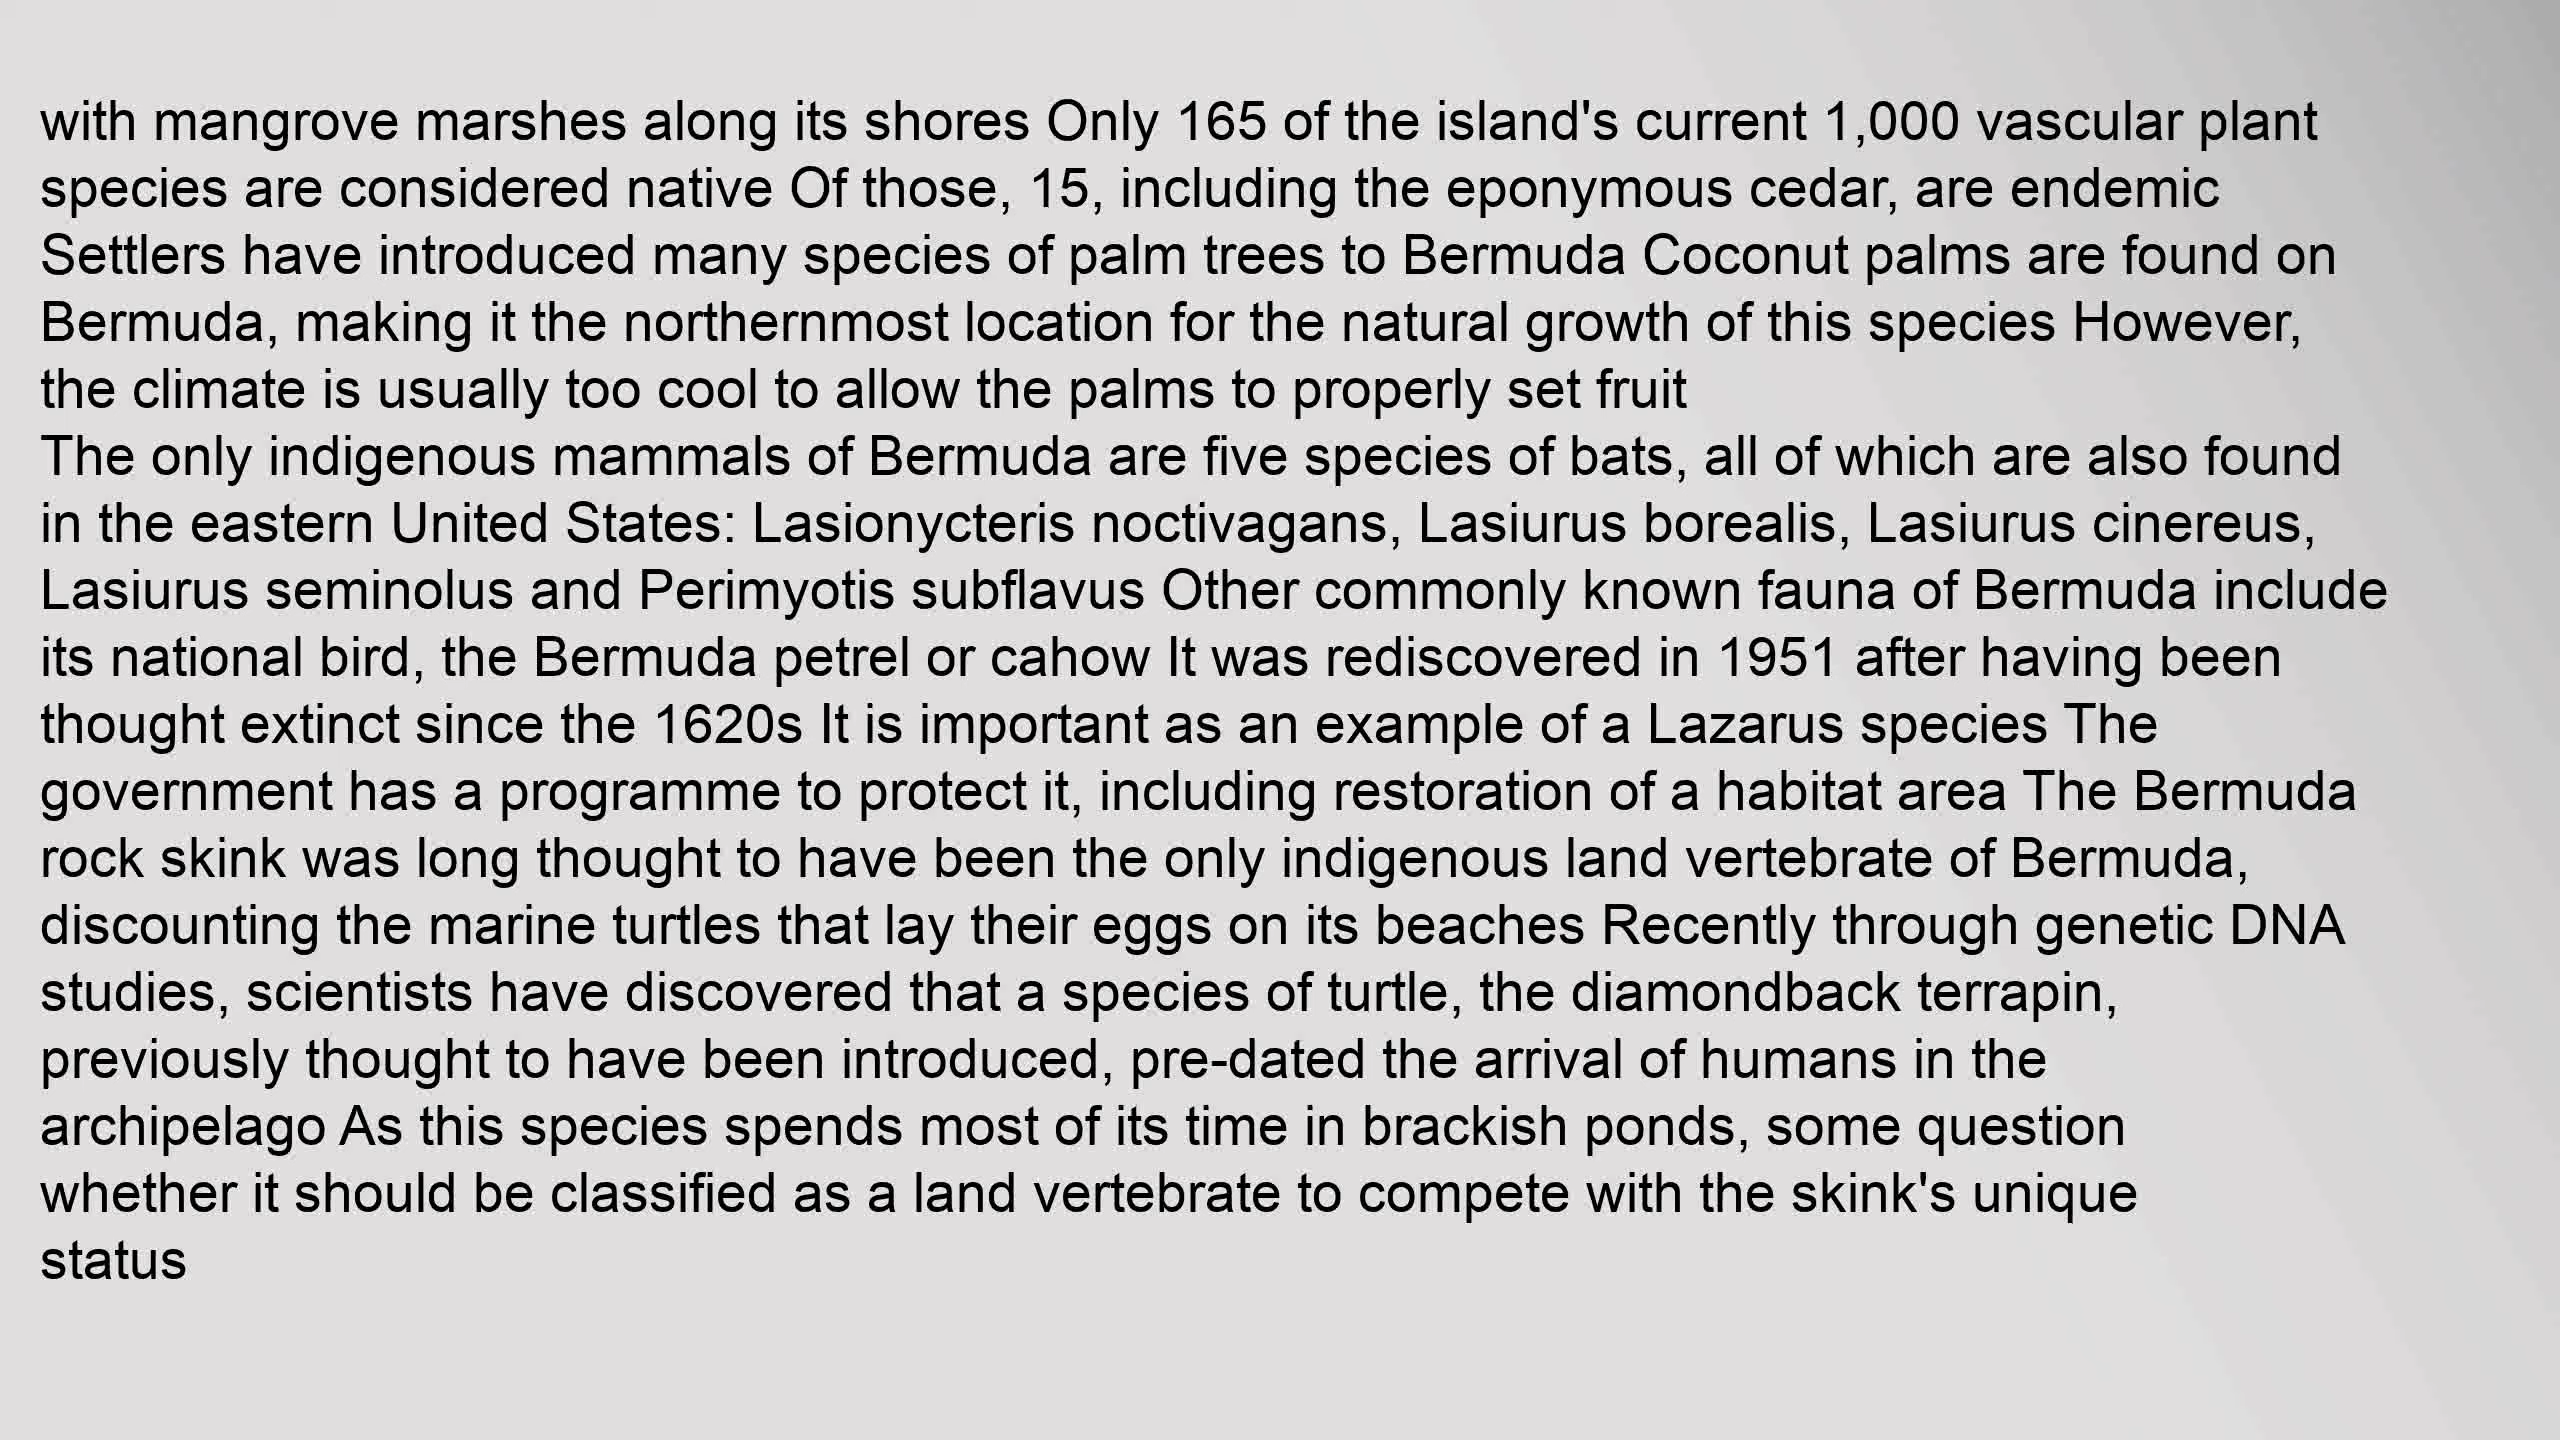 with mangrove marshes along its shores Only 165 of the island's current 1,000 vascular plant
species are considered native Of those, 15, including the eponymous cedar, are endemic
Settlers have introduced many species of palm trees to Bermuda Coconut palms are found on
Bermuda, making it the northernmost location for the natural growth of this species However,
the climate is usually too cool to allow the palms to properly set fruit
The only indigenous mammals of Bermuda are five species of bats, all of which are also found
in the eastern United States: Lasionycteris noctivagans, Lasiurus borealis, Lasiurus cinereus,
Lasiurus seminolus and Perimyotis subflavus Other commonly known fauna of Bermuda include
its national bird, the Bermuda petrel or cahow It was rediscovered in 1951 after having been
thought extinct since the 1620s It is important as an example of a Lazarus species The
government has a programme to protect it, including restoration of a habitat area The Bermuda
rock skink was long thought to have been the only indigenous land vertebrate of Bermuda,
discounting the marine turtles that lay their eggs on its beaches Recently through genetic DNA
studies, scientists have discovered that a species of turtle, the diamondback terrapin,
previously thought to have been introduced, pre-dated the arrival of humans in the
archipelago As this species spends most of its time in brackish ponds, some question
whether it should be classified as a land vertebrate to compete with the skink's unique
status